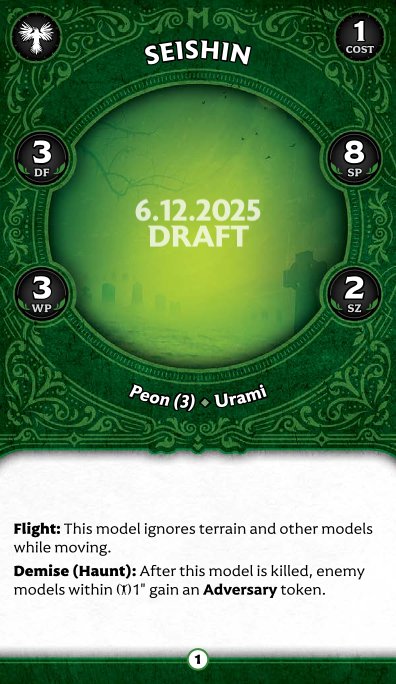 SEISHIN
1
COST
3
DF
8
SP
6.12.2025
DRAFT
3
WP
2
SZ
Peon (3) ◆ Urami
Flight: This model ignores terrain and other models
while moving.
Demise (Haunt): After this model is killed, enemy
models within 1" gain an Adversary token.
1